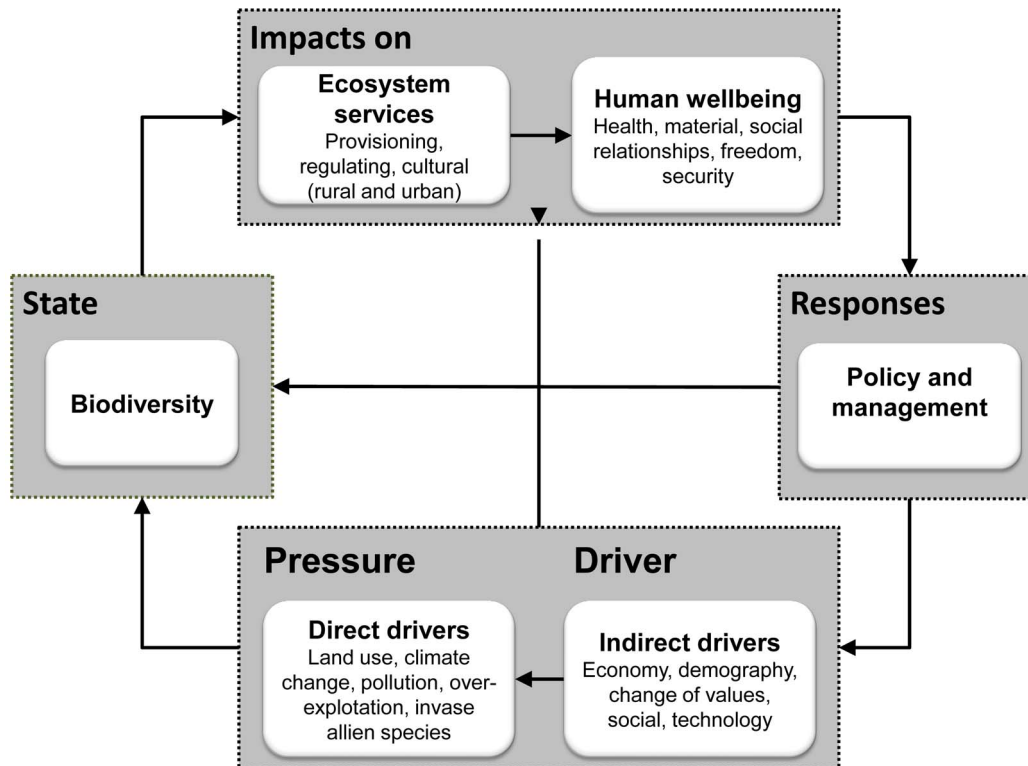 Impacts on
Ecosystem
services
Provisioning,
regulating, cultural
(rural and urban)
Human wellbeing
Health, material, social
relationships, freedom,
security
State
Biodiversity
Responses
Policy and
management
Pressure
Driver
Direct drivers
Land use, climate
change, pollution, over-
explotation, invase
allien species
Indirect drivers
Economy, demography,
change of values,
social, technology